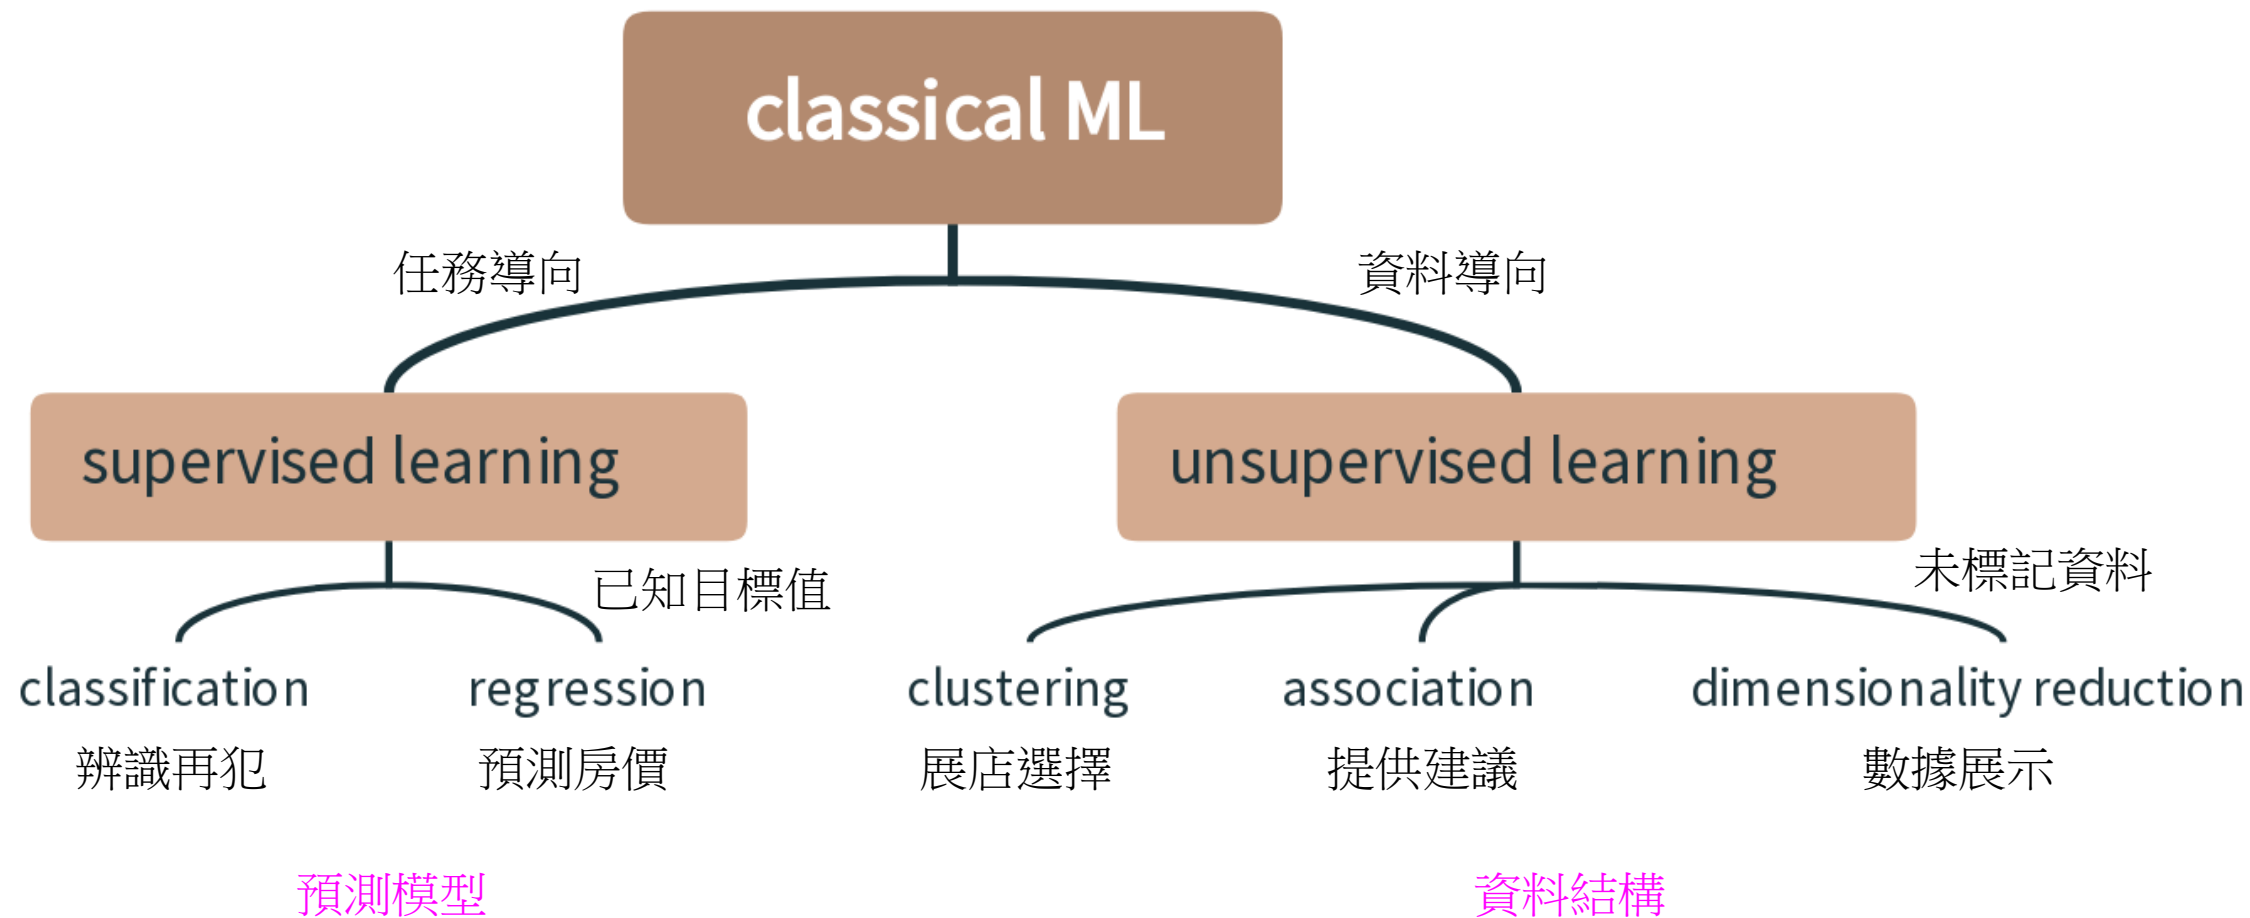 classical ML
任務導向
資料導向
supervised learning
unsupervised learning
已知目標值
未標記資料
classification
regression
clustering
association
dimensionality reduction
辨識再犯
預測房價
展店選擇
提供建議
數據展示
預測模型
資料結構